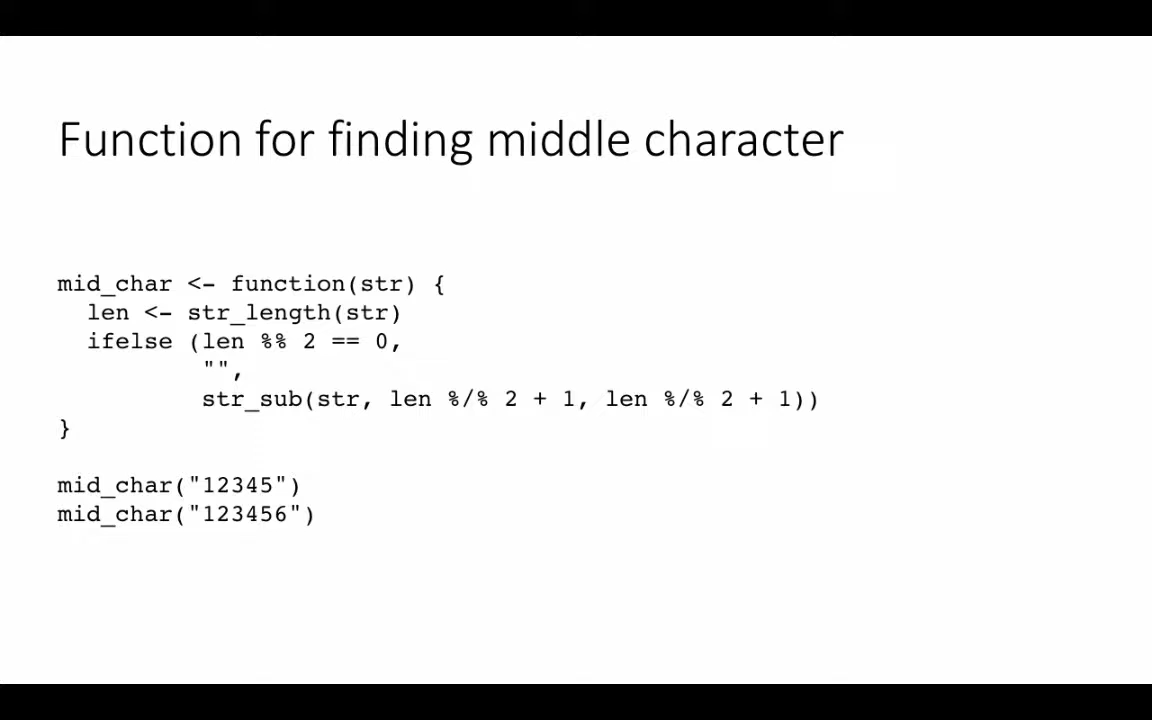 Function for finding middle character
mid_char <- function(str) {
  len <- str_length(str)
  ifelse (len %% 2 == 0,
          "",
          str_sub(str, len %/% 2 + 1, len %/% 2 + 1))
}
mid_char("12345")
mid_char("123456")